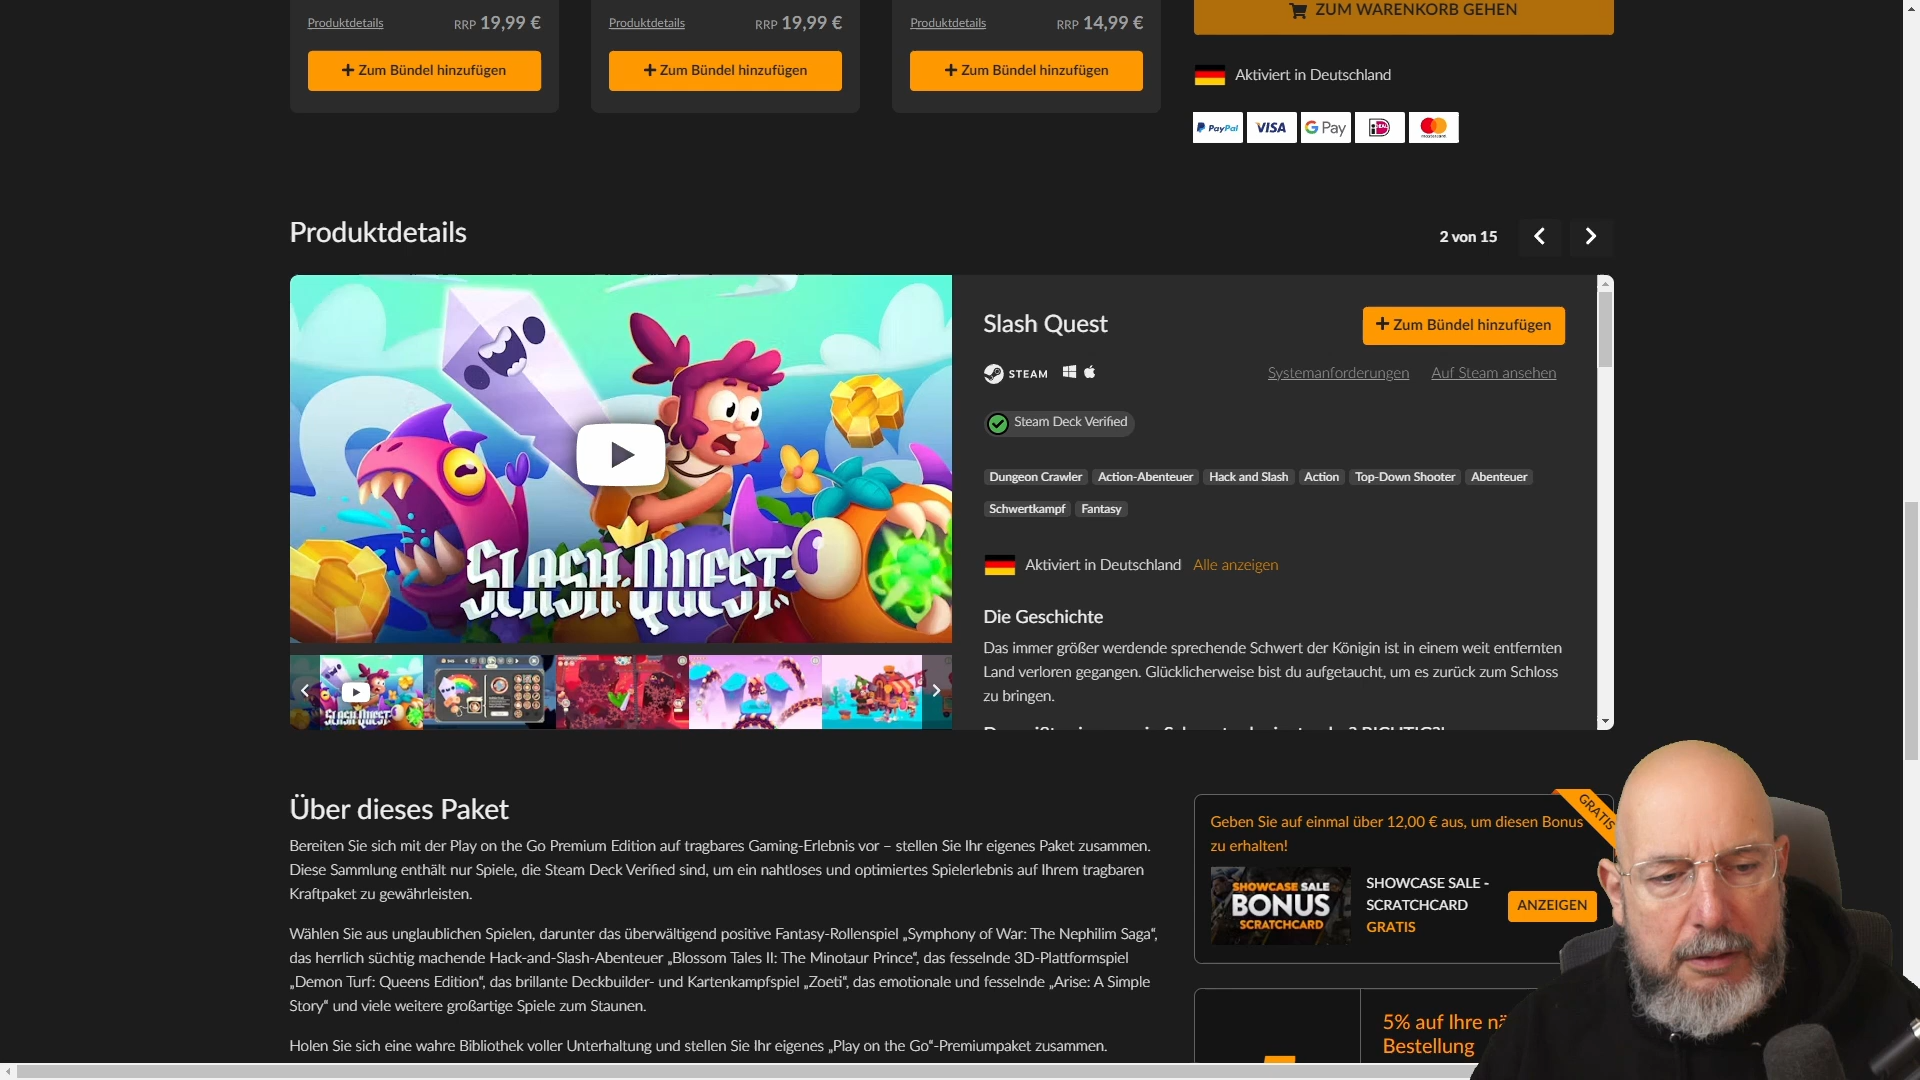 Produktdetails RRP 19,99 €
Produktdetails RRP 19,99 €
Produktdetails RRP 14,99 €
Zum Bündel hinzufügen
Zum Bündel hinzufügen
Zum Bündel hinzufügen
ZUM WARENKORB GEHEN
Aktiviert in Deutschland
PayPal VISA G Pay iDEAL mastercard
Produktdetails
2 von 15
SLASH QUEST
SLASH QUEST
Slash Quest
Zum Bündel hinzufügen
STEAM
Systemanforderungen Auf Steam ansehen
Steam Deck Verified
Dungeon Crawler Action-Abenteuer Hack and Slash Action Top-Down Shooter Abenteuer
Schwertkampf Fantasy
Aktiviert in Deutschland Alle anzeigen
Die Geschichte
Das immer größer werdende sprechende Schwert der Königin ist in einem weit entfernten
Land verloren gegangen. Glücklicherweise bist du aufgetaucht, um es zurück zum Schloss
zu bringen.
Über dieses Paket
Bereiten Sie sich mit der Play on the Go Premium Edition auf tragbares Gaming-Erlebnis vor – stellen Sie Ihr eigenes Paket zusammen.
Diese Sammlung enthält nur Spiele, die Steam Deck Verified sind, um ein nahtloses und optimiertes Spielerlebnis auf Ihrem tragbaren
Kraftpaket zu gewährleisten.
Wählen Sie aus unglaublichen Spielen, darunter das überwältigend positive Fantasy-Rollenspiel „Symphony of War: The Nephilim Saga“,
das herrlich süchtig machende Hack-and-Slash-Abenteuer „Blossom Tales II: The Minotaur Prince“, das fesselnde 3D-Plattformspiel
„Demon Turf: Queens Edition“, das brillante Deckbuilder- und Kartenkampfspiel „Zoeti“, das emotionale und fesselnde „Arise: A Simple
Story“ und viele weitere großartige Spiele zum Staunen.
Holen Sie sich eine wahre Bibliothek voller Unterhaltung und stellen Sie Ihr eigenes „Play on the Go“-Premiumpaket zusammen.
GRATIS
Geben Sie auf einmal über 12,00 € aus, um diesen Bonus
zu erhalten!
SHOWCASE SALE
BONUS
SCRATCHCARD
SHOWCASE SALE -
SCRATCHCARD
GRATIS
ANZEIGEN
5% auf Ihre
Bestellung